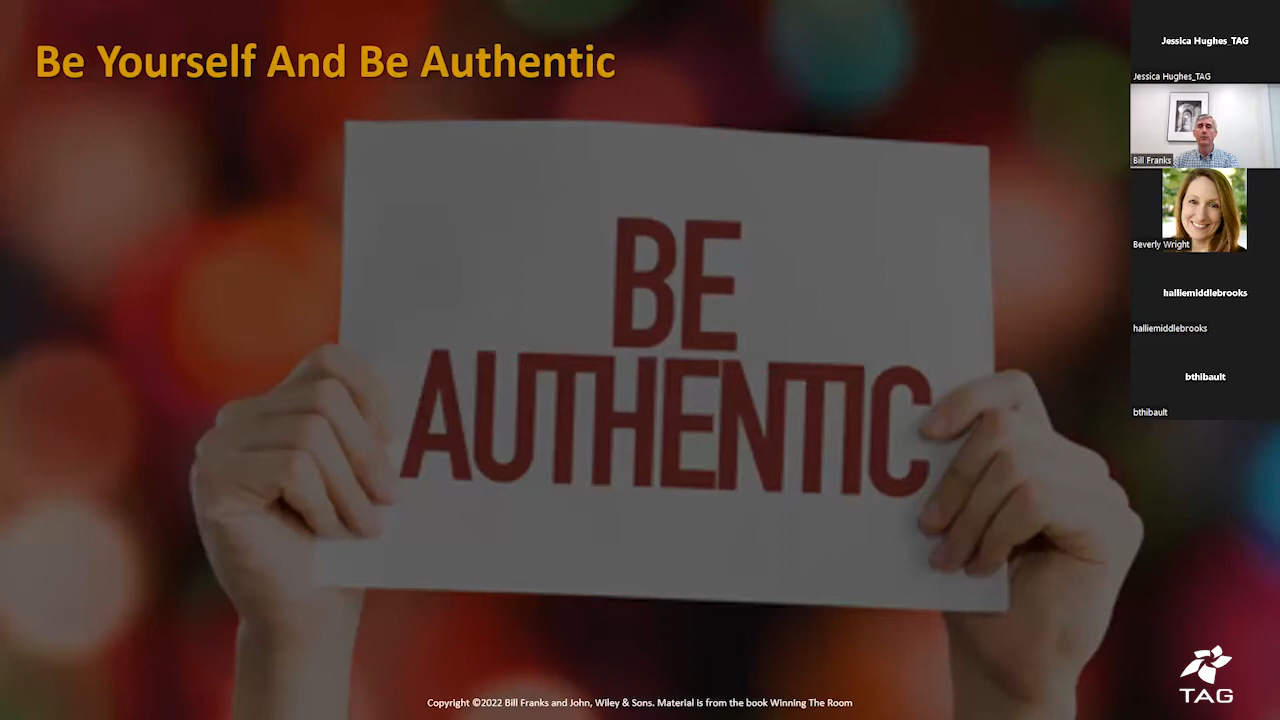 Be Yourself And Be Authentic
BE
AUTHENTIC
Jessica Hughes_TAG
Jessica Hughes_TAG
Bill Franks
Beverly Wright
halliemiddlebrooks
halliemiddlebrooks
bthibault
bthibault
TAG
Copyright ©2022 Bill Franks and John, Wiley & Sons. Material is from the book Winning The Room